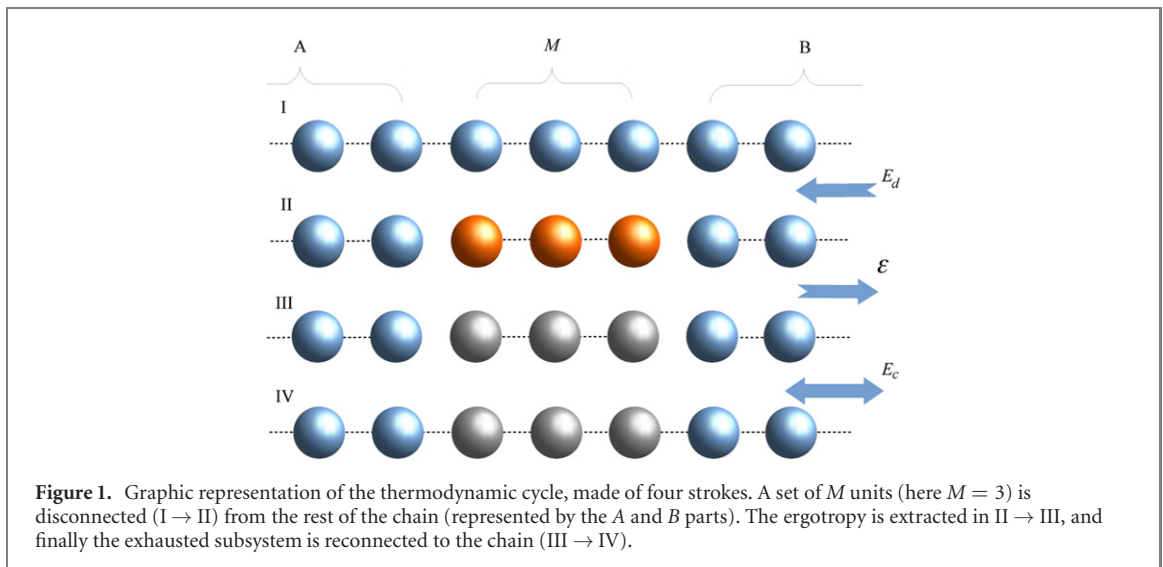 A M B
I
E_d
II
ε
III
E_c
IV
Figure 1. Graphic representation of the thermodynamic cycle, made of four strokes. A set of M units (here M = 3) is
disconnected (I → II) from the rest of the chain (represented by the A and B parts). The ergotropy is extracted in II → III, and
finally the exhausted subsystem is reconnected to the chain (III → IV).